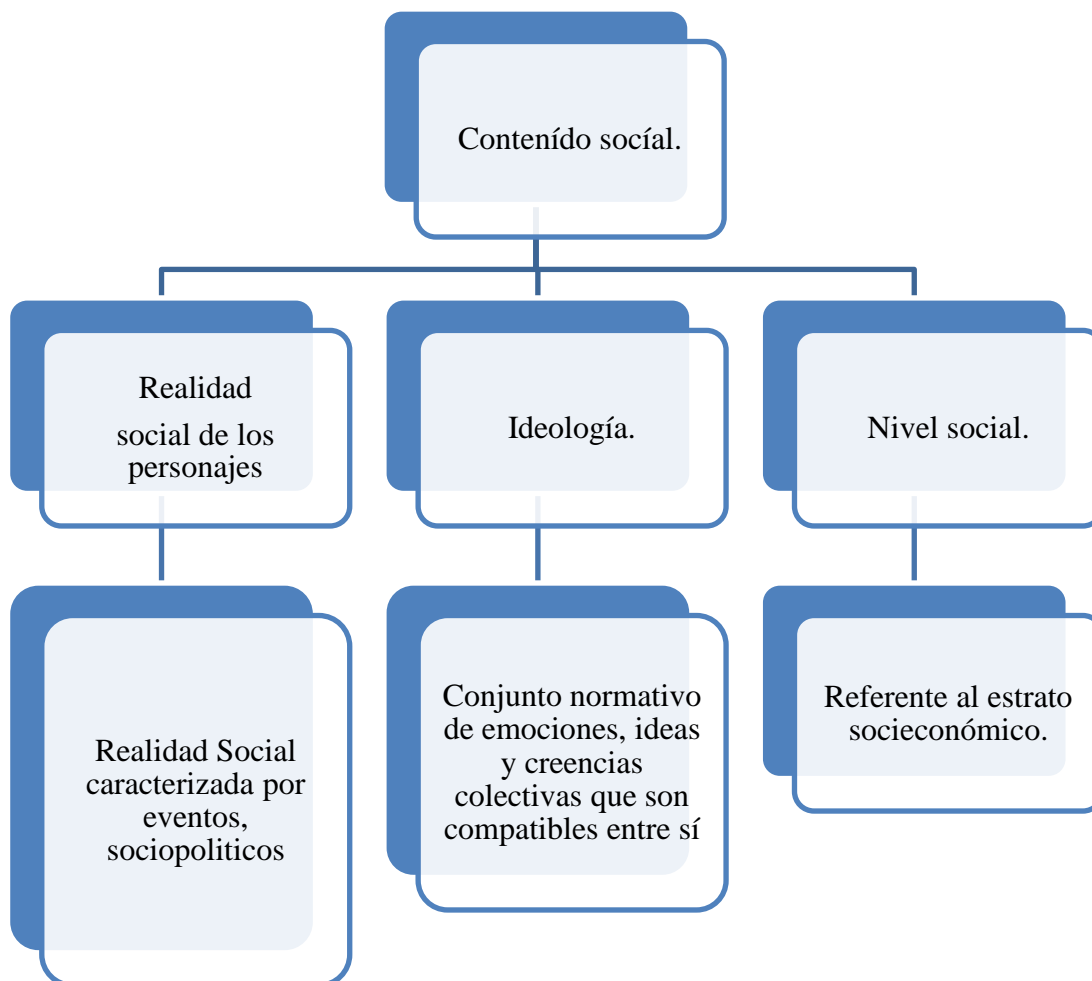 Contenído socíal.
Realidad
social de los
personajes
Ideología.
Nivel social.
Realidad Social
caracterizada por
eventos,
sociopoliticos
Conjunto normativo
de emociones, ideas
y creencias
colectivas que son
compatibles entre sí
Referente al estrato
socieconómico.